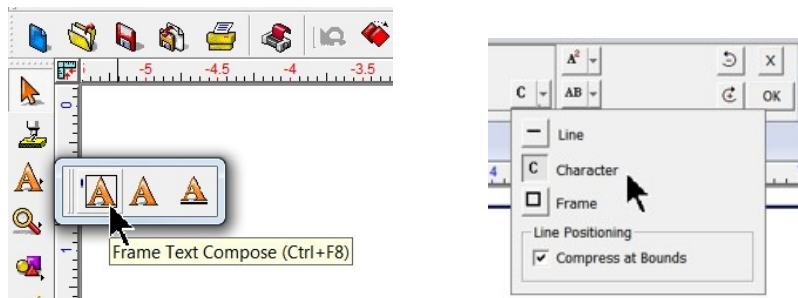 -5 -4.5 -4 -3.5
0
Frame Text Compose (Ctrl+F8)
A² X
C AB OK
4
Line
C Character
Frame
Line Positioning
Compress at Bounds